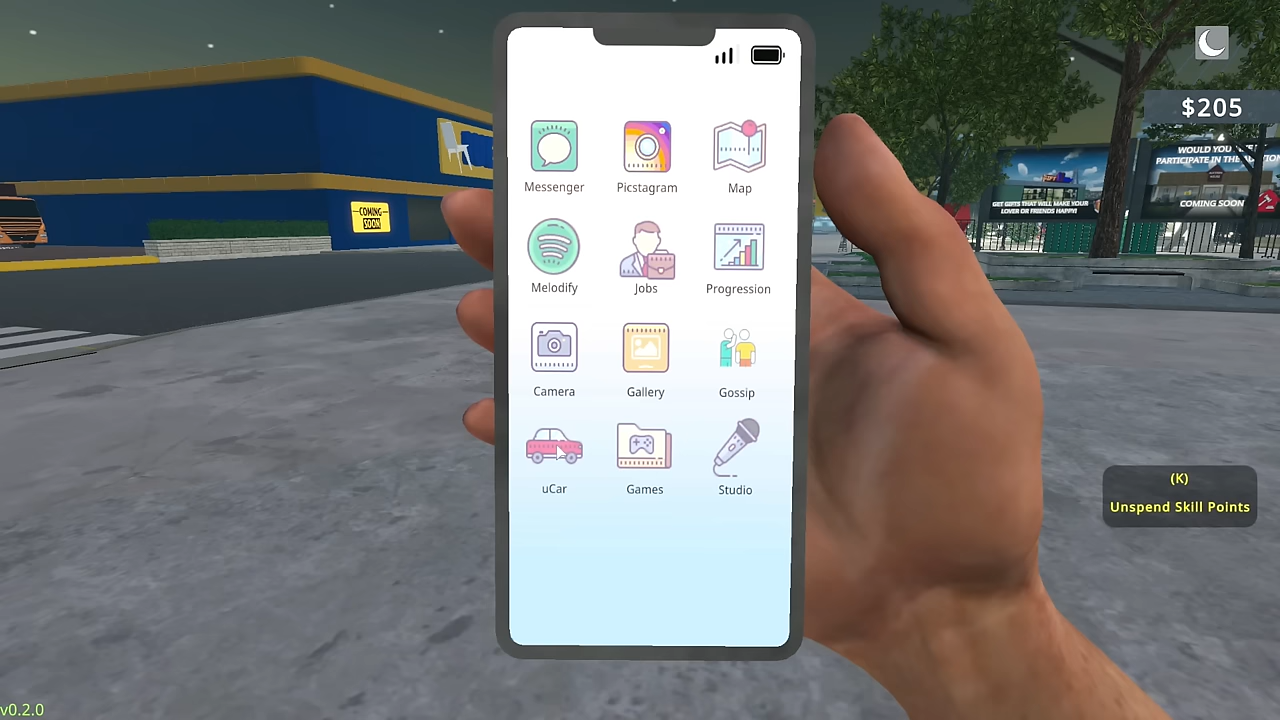 $205
WOULD YOU
PARTICIPATE IN THE
GET GIFTS THAT WILL MAKE YOUR
LOVER OR FRIENDS HAPPY!
COMING SOON
COMING
SOON
Messenger
Picstagram
Map
Melodify
Jobs
Progression
Camera
Gallery
Gossip
uCar
Games
Studio
(K)
Unspend Skill Points
v0.2.0